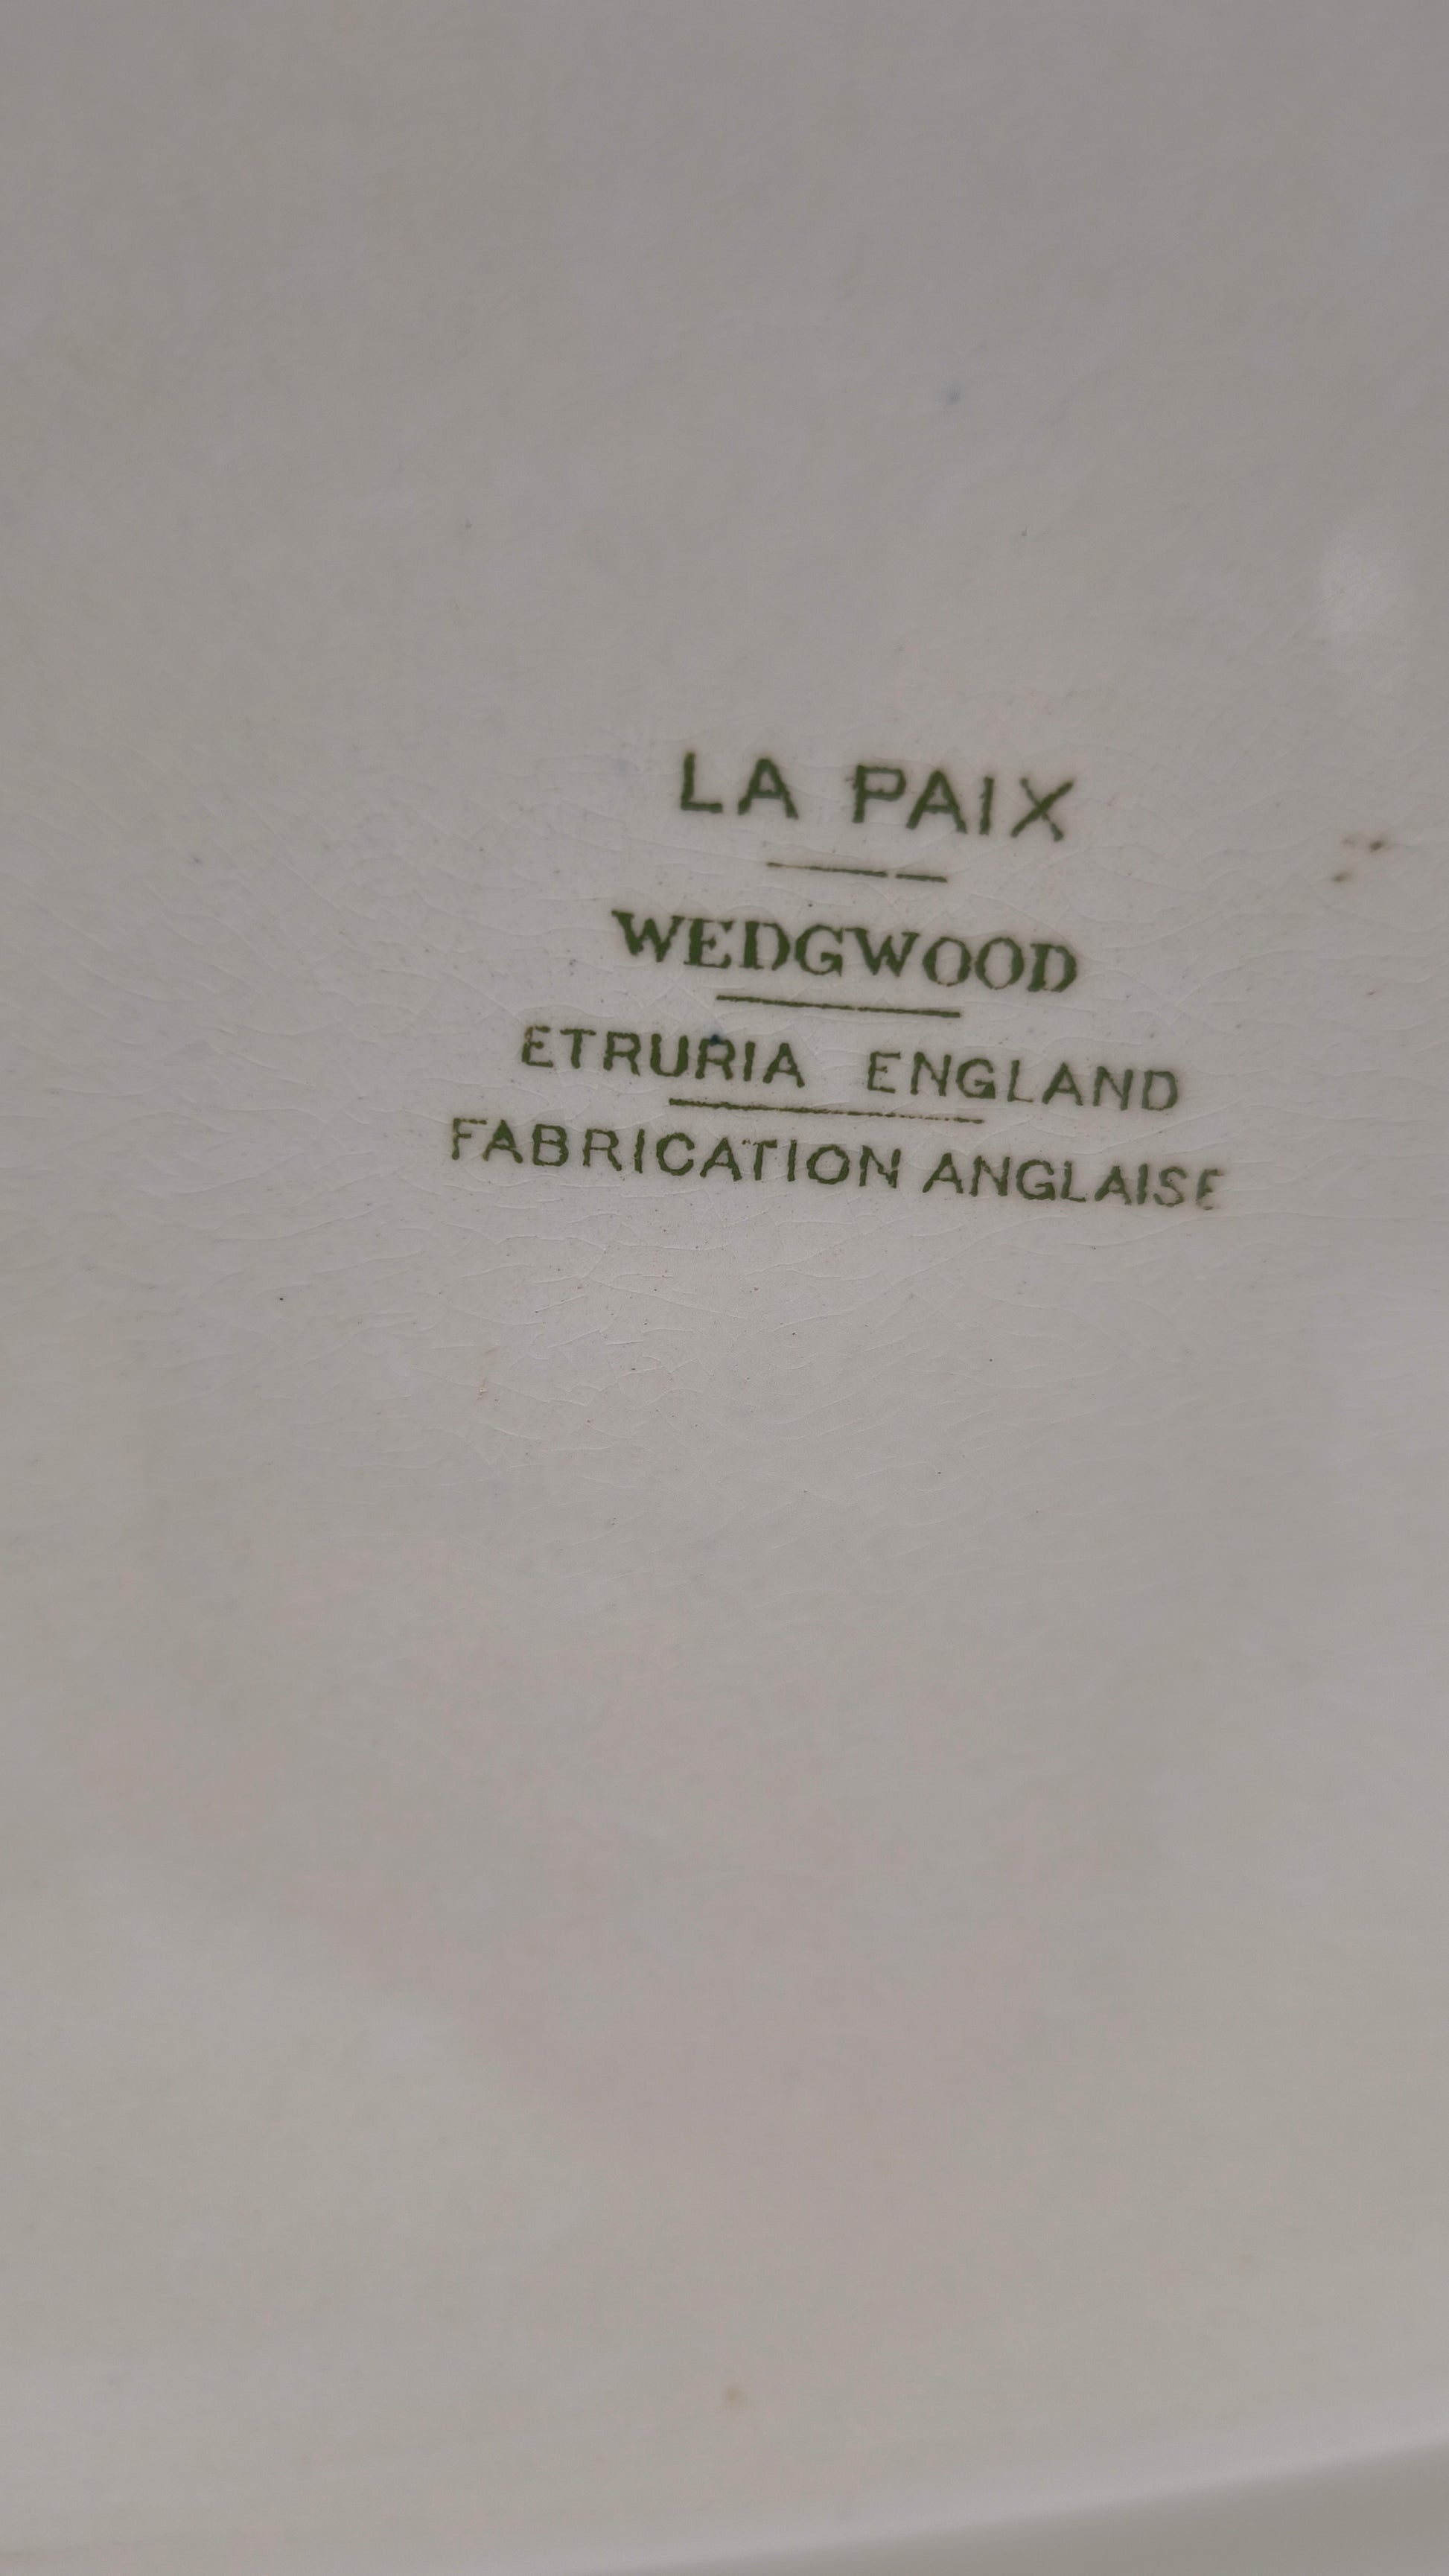 LA PAIX
WEDGWOOD
ETRURIA ENGLAND
FABRICATION ANGLAISE